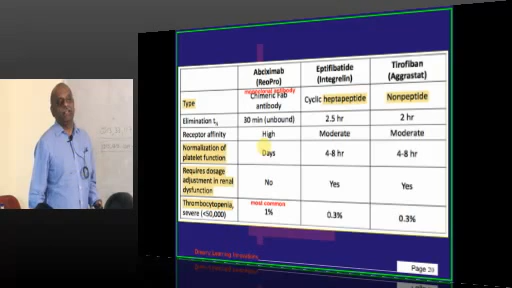 Abciximab Eptifibatide Tirofiban
(ReoPro) (Integrelin) (Aggrastat)
monoclonal antibody
Type Chimeric Fab Cyclic heptapeptide Nonpeptide
antibody
Elimination t½ 30 min (unbound) 2.5 hr 2 hr
Receptor affinity High Moderate Moderate
Normalization of
platelet function Days 4-8 hr 4-8 hr
Requires dosage
adjustment in renal No Yes Yes
dysfunction
Thrombocytopenia, most common
severe (<50,000) 1% 0.3% 0.3%
Page 20